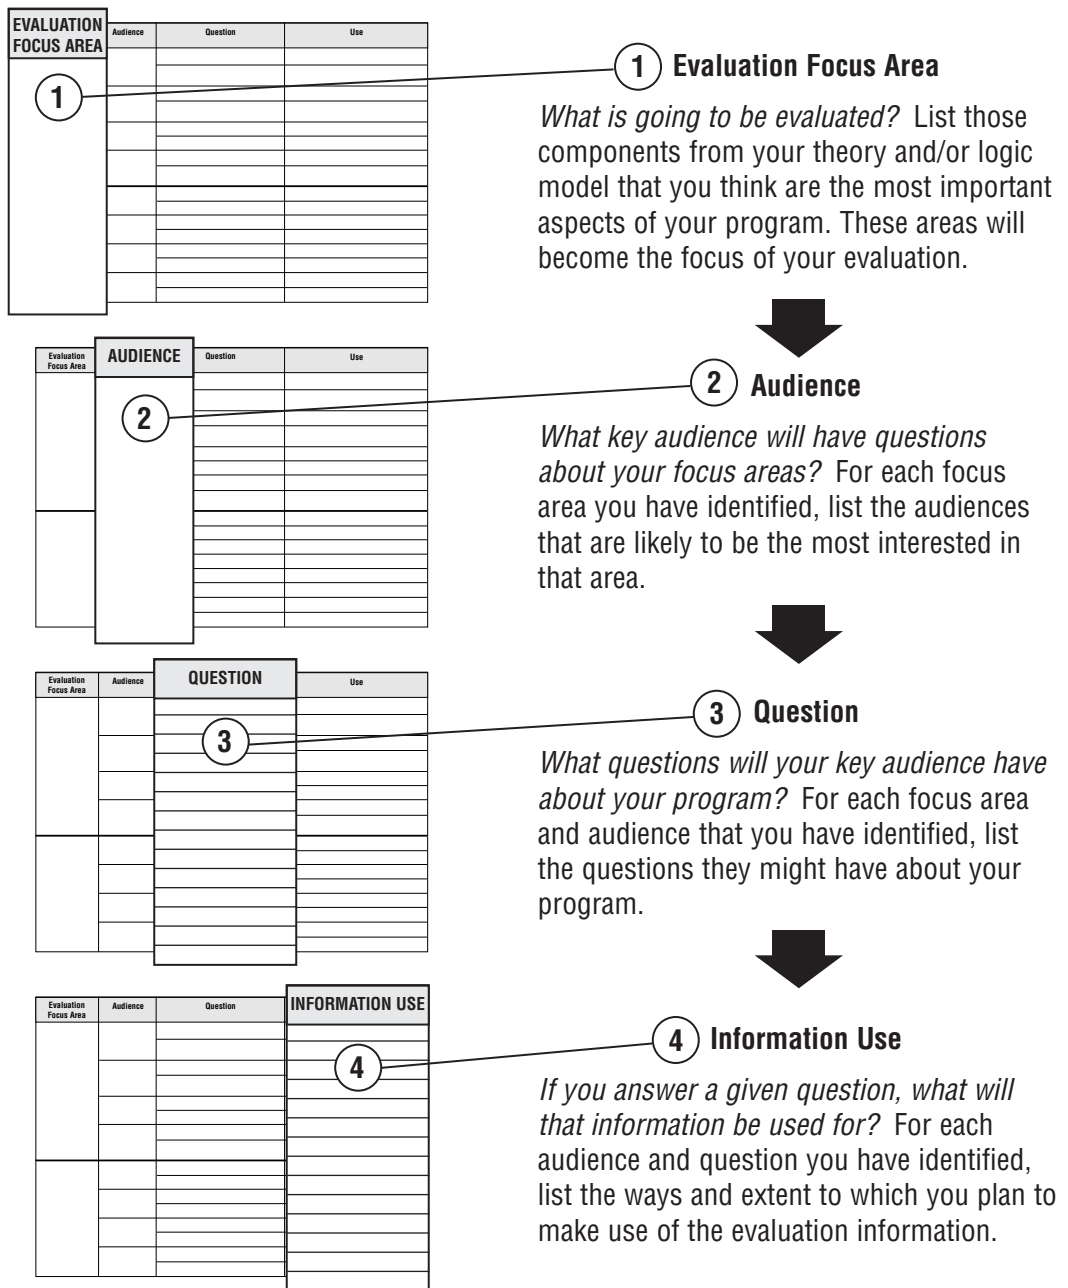 EVALUATION
FOCUS AREA
Audience
Question
Use
1
1 Evaluation Focus Area
What is going to be evaluated? List those
components from your theory and/or logic
model that you think are the most important
aspects of your program. These areas will
become the focus of your evaluation.
Evaluation
Focus Area
AUDIENCE
Question
Use
2
2 Audience
What key audience will have questions
about your focus areas? For each focus
area you have identified, list the audiences
that are likely to be the most interested in
that area.
Evaluation
Focus Area
Audience
QUESTION
Use
3
3 Question
What questions will your key audience have
about your program? For each focus area
and audience that you have identified, list
the questions they might have about your
program.
Evaluation
Focus Area
Audience
Question
INFORMATION USE
4
4 Information Use
If you answer a given question, what will
that information be used for? For each
audience and question you have identified,
list the ways and extent to which you plan to
make use of the evaluation information.